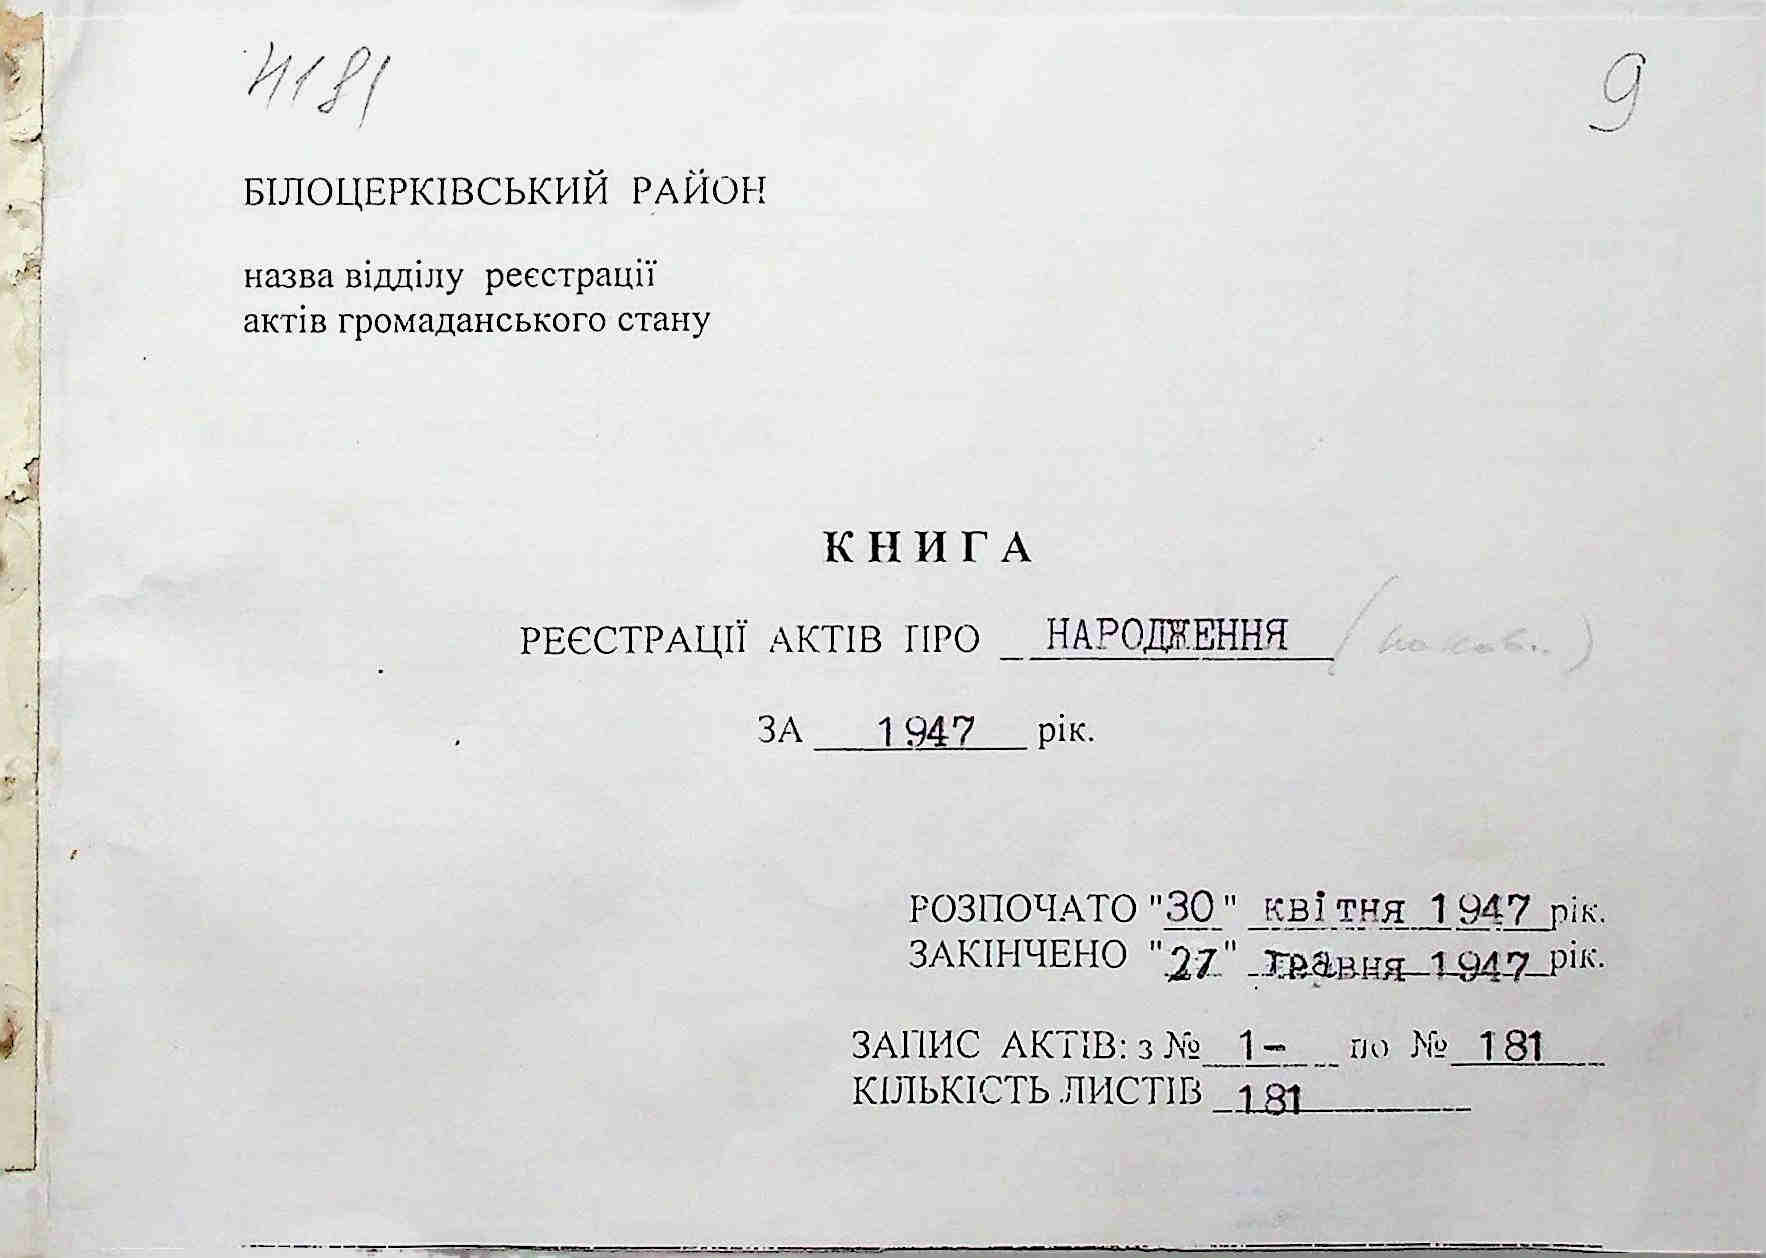 4181
9
БІЛОЦЕРКІВСЬКИЙ РАЙОН
назва відділу реєстрації
актів громаданського стану
КНИГА
РЕЄСТРАЦІЇ АКТІВ ПРО НАРОДЖЕННЯ
ЗА 1947 рік.
РОЗПОЧАТО "30" квітня 1947 рік.
ЗАКІНЧЕНО "27" травня 1947 рік.
ЗАПИС АКТІВ: з № 1- по № 181
КІЛЬКІСТЬ ЛИСТІВ 181